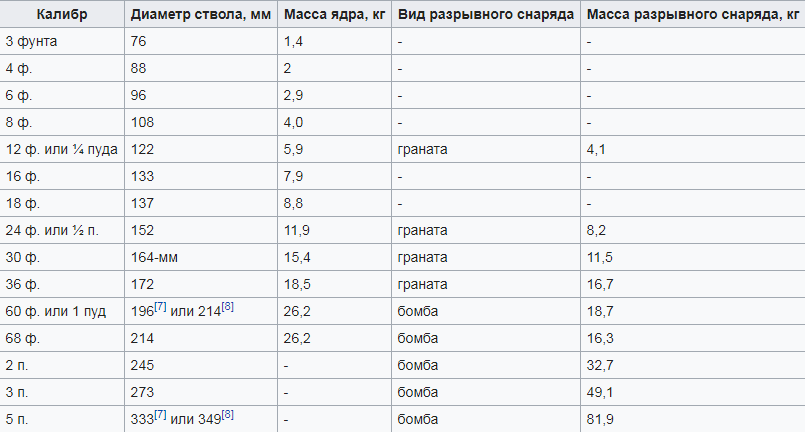 Калибр Диаметр ствола, мм Масса ядра, кг Вид разрывного снаряда Масса разрывного снаряда, кг
3 фунта 76 1,4 - -
4 ф. 88 2 - -
6 ф. 96 2,9 - -
8 ф. 108 4,0 - -
12 ф. или ¼ пуда 122 5,9 граната 4,1
16 ф. 133 7,9 - -
18 ф. 137 8,8 - -
24 ф. или ½ п. 152 11,9 граната 8,2
30 ф. 164-мм 15,4 граната 11,5
36 ф. 172 18,5 граната 16,7
60 ф. или 1 пуд 196[7] или 214[8] 26,2 бомба 18,7
68 ф. 214 26,2 бомба 16,3
2 п. 245 - бомба 32,7
3 п. 273 - бомба 49,1
5 п. 333[7] или 349[8] - бомба 81,9